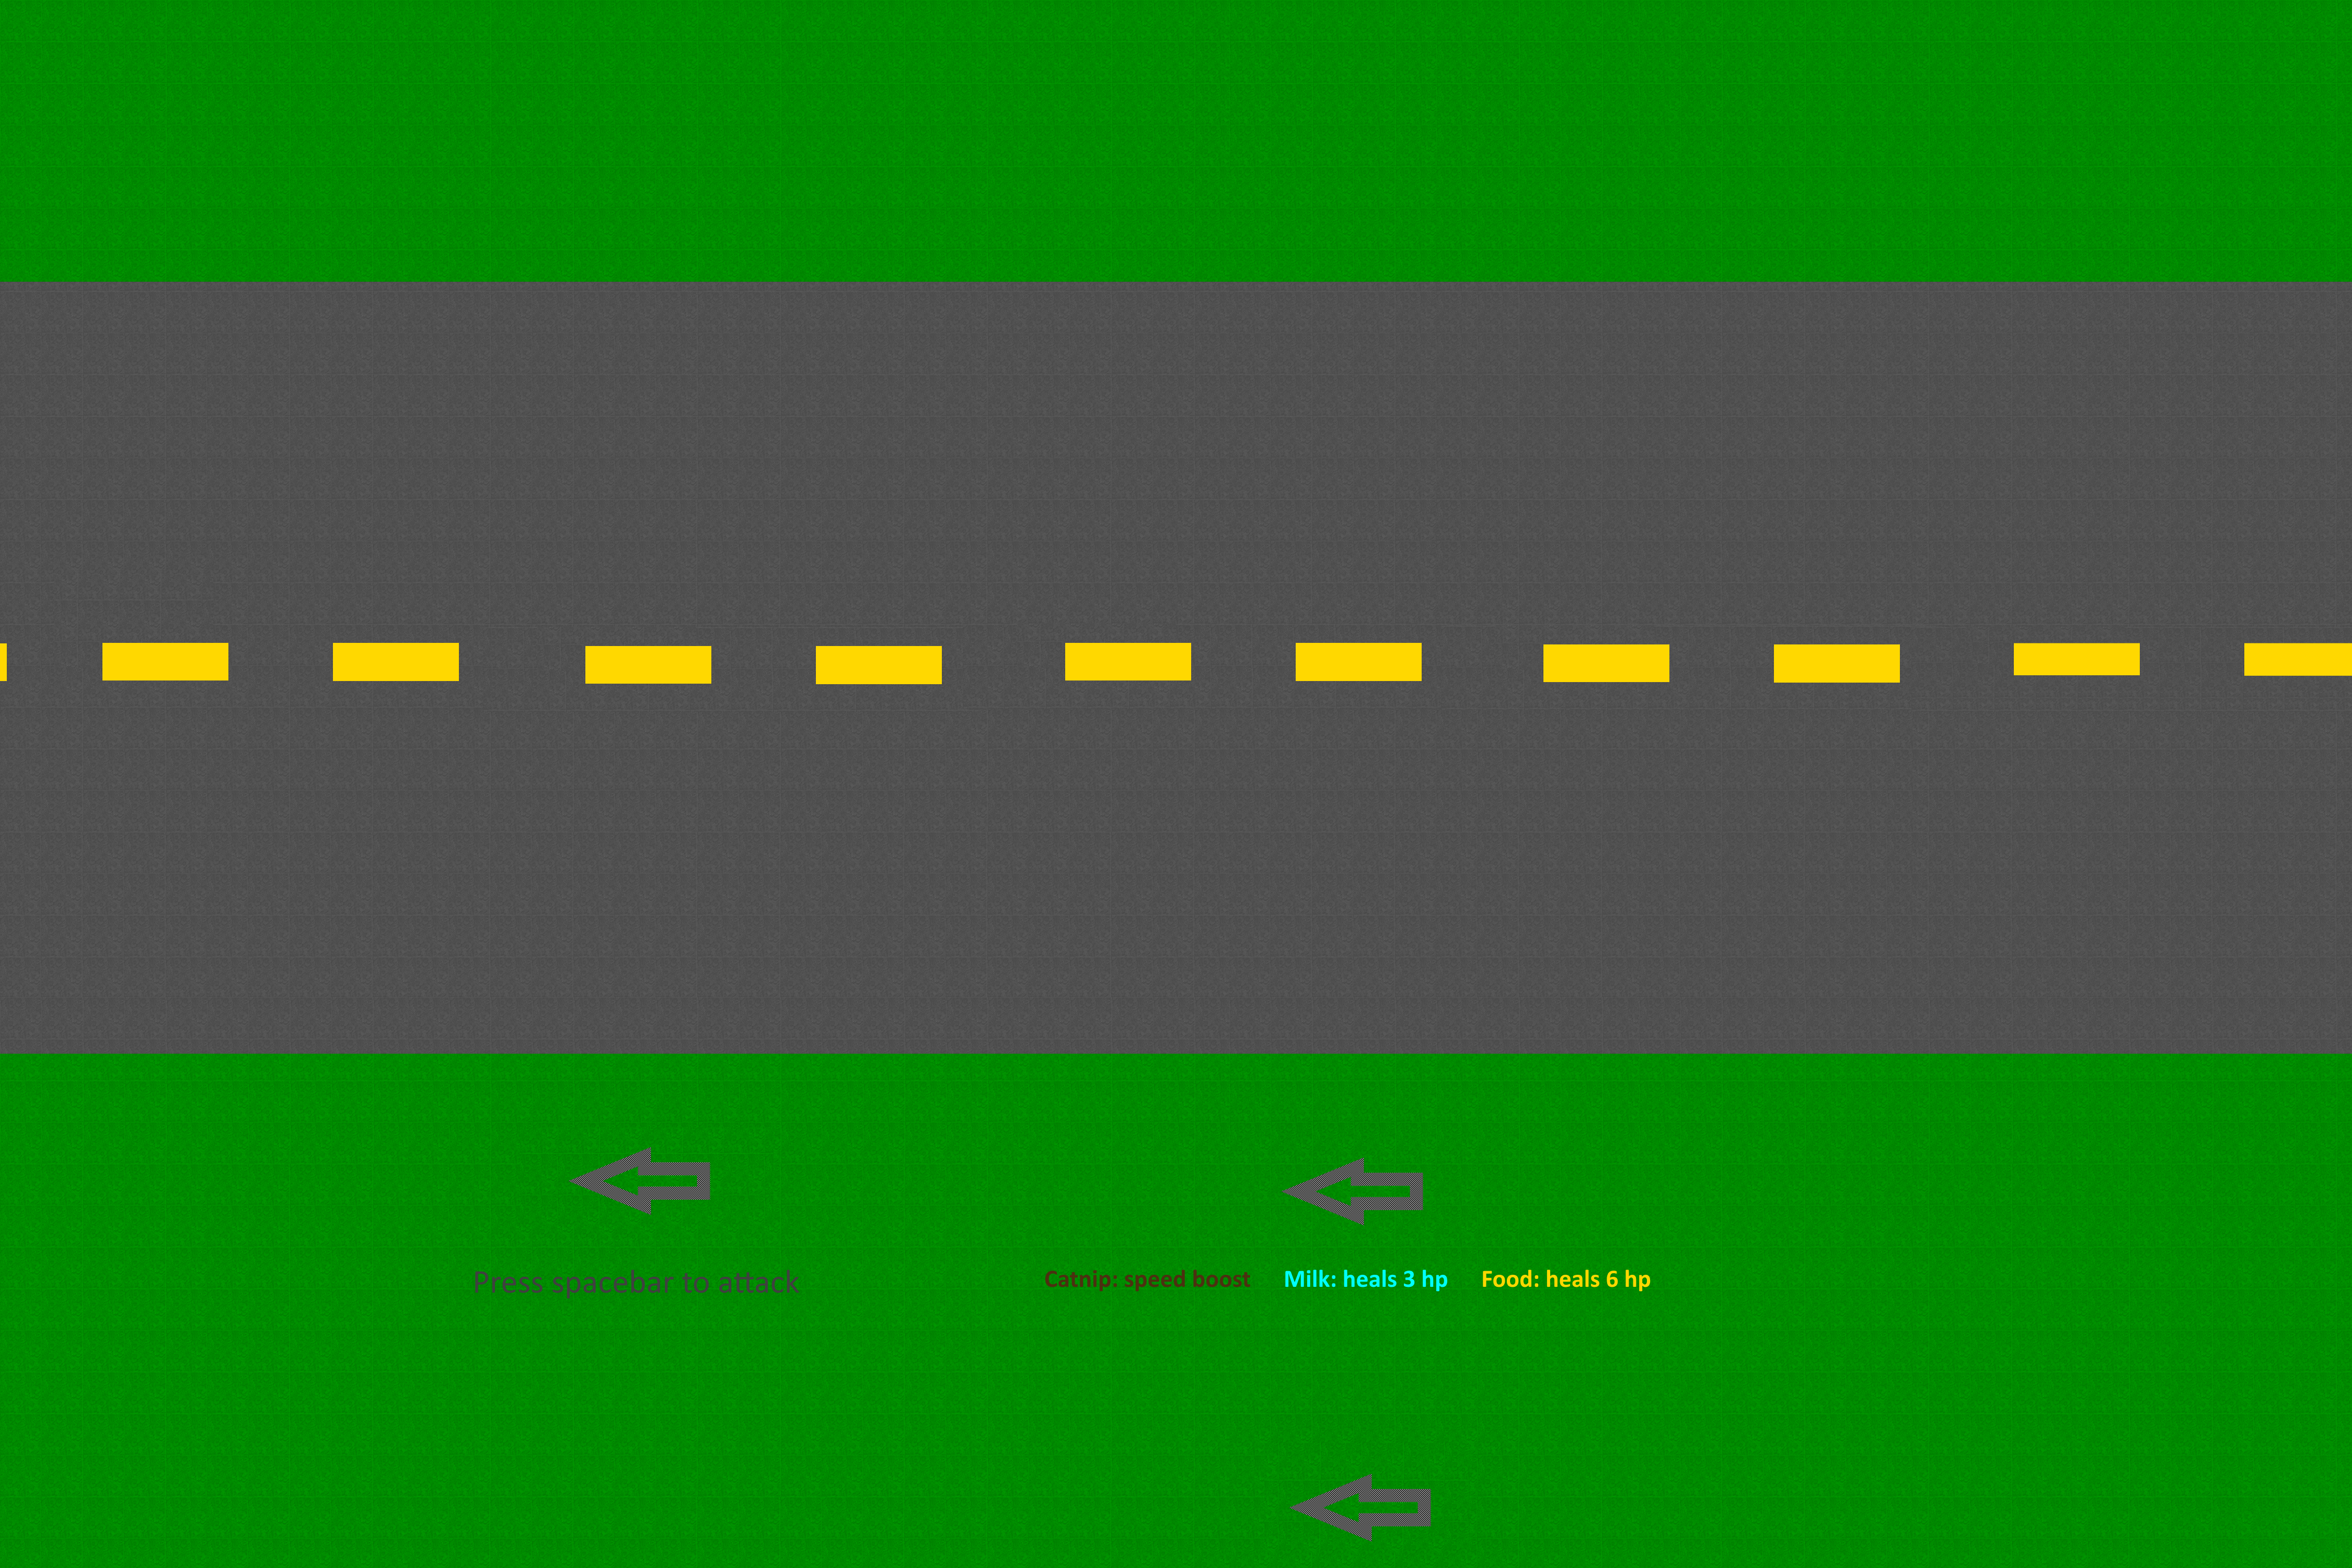 Press spacebar to attack
Catnip: speed boost Milk: heals 3 hp Food: heals 6 hp